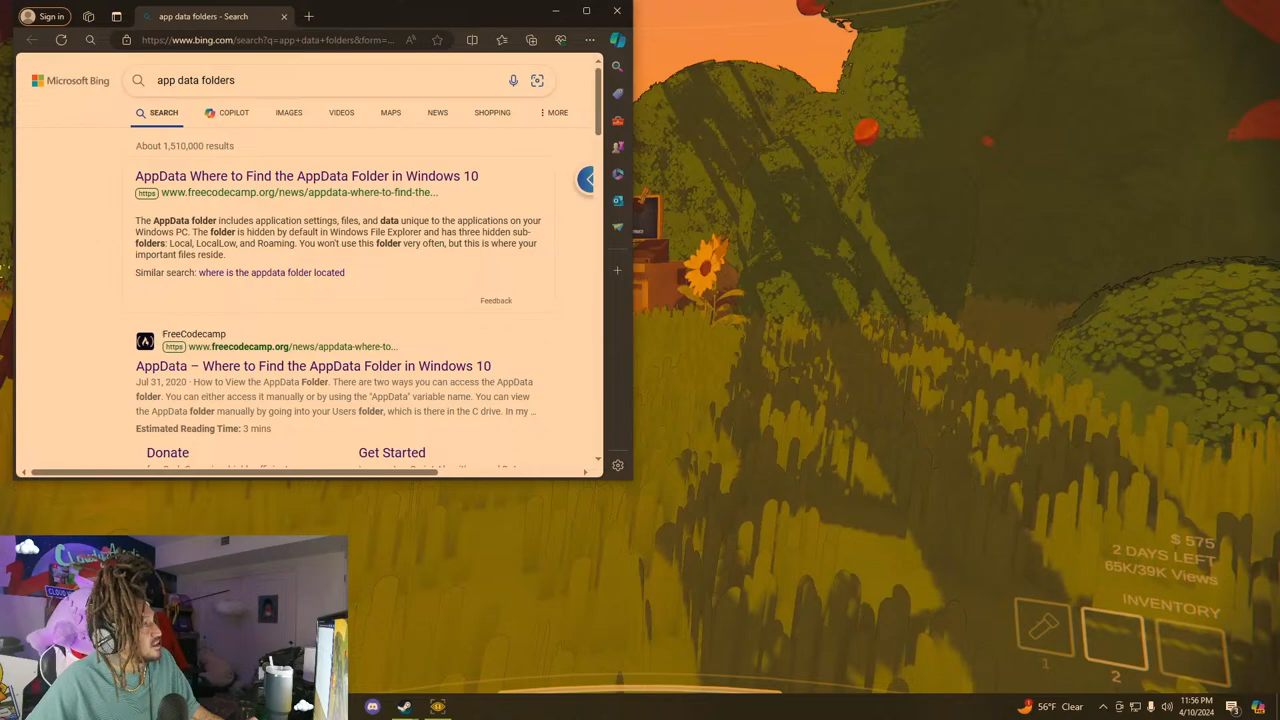 Sign in
app data folders - Search
https://www.bing.com/search?q=app+data+folders&form=...
Microsoft Bing
app data folders
SEARCH
COPILOT
IMAGES
VIDEOS
MAPS
NEWS
SHOPPING
MORE
About 1,510,000 results
AppData Where to Find the AppData Folder in Windows 10
https www.freecodecamp.org/news/appdata-where-to-find-the...
The AppData folder includes application settings, files, and data unique to the applications on your
Windows PC. The folder is hidden by default in Windows File Explorer and has three hidden sub-
folders: Local, LocalLow, and Roaming. You won't use this folder very often, but this is where your
important files reside.
Similar search: where is the appdata folder located
Feedback
FreeCodecamp
https www.freecodecamp.org/news/appdata-where-to...
AppData – Where to Find the AppData Folder in Windows 10
Jul 31, 2020 · How to View the AppData Folder. There are two ways you can access the AppData
folder. You can either access it manually or by using the "AppData" variable name. You can view
the AppData folder manually by going into your Users folder, which is there in the C drive. In my …
Estimated Reading Time: 3 mins
Donate
Get Started
$ 575
2 DAYS LEFT
65K/39K Views
INVENTORY
1
2
56°F Clear
11:56 PM
4/10/2024
3